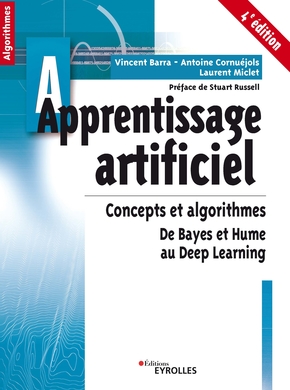 Algorithmes
4e édition
Vincent Barra - Antoine Cornuéjols
Laurent Miclet
Préface de Stuart Russell
Apprentissage
artificiel
Concepts et algorithmes
De Bayes et Hume
au Deep Learning
Éditions
EYROLLES